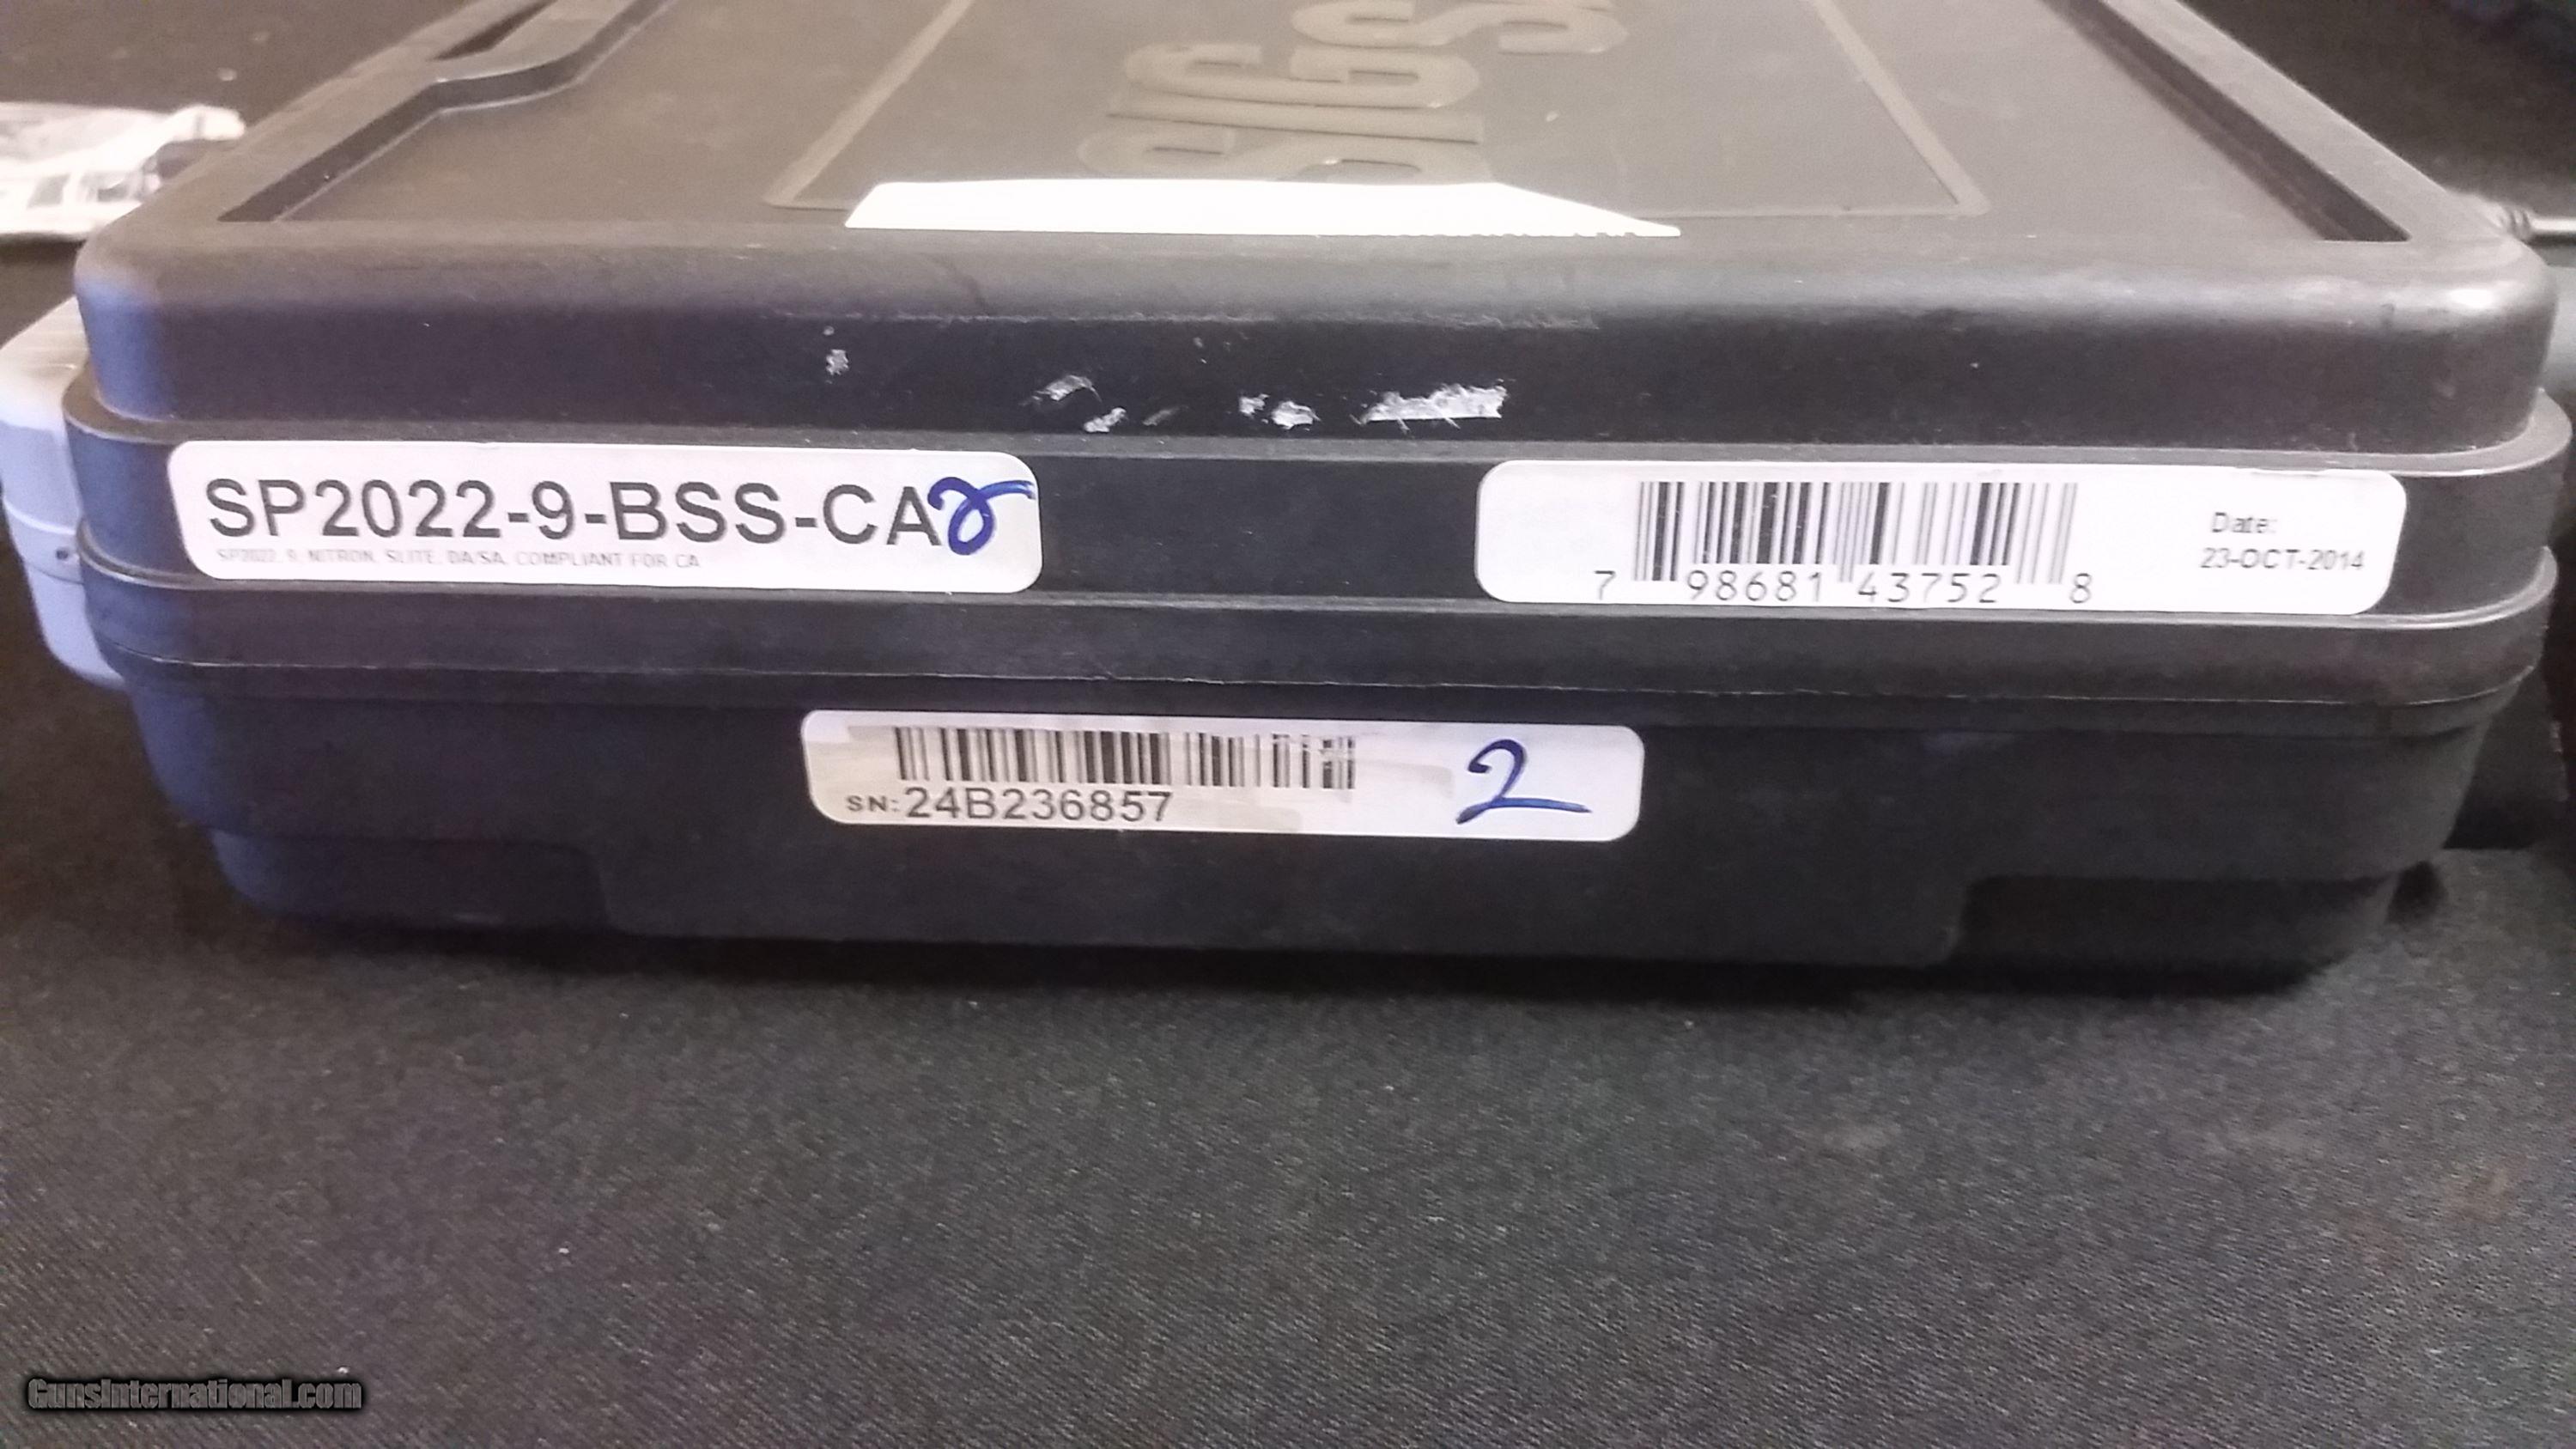 SIGS
SP2022-9-BSS-CA
SP2022, 9, NITRON, SLITE, DA/SA, COMPLIANT FOR CA
7 98681 43752 8
Date:
23-OCT-2014
SN: 24B236857
2
GunsInternational.com